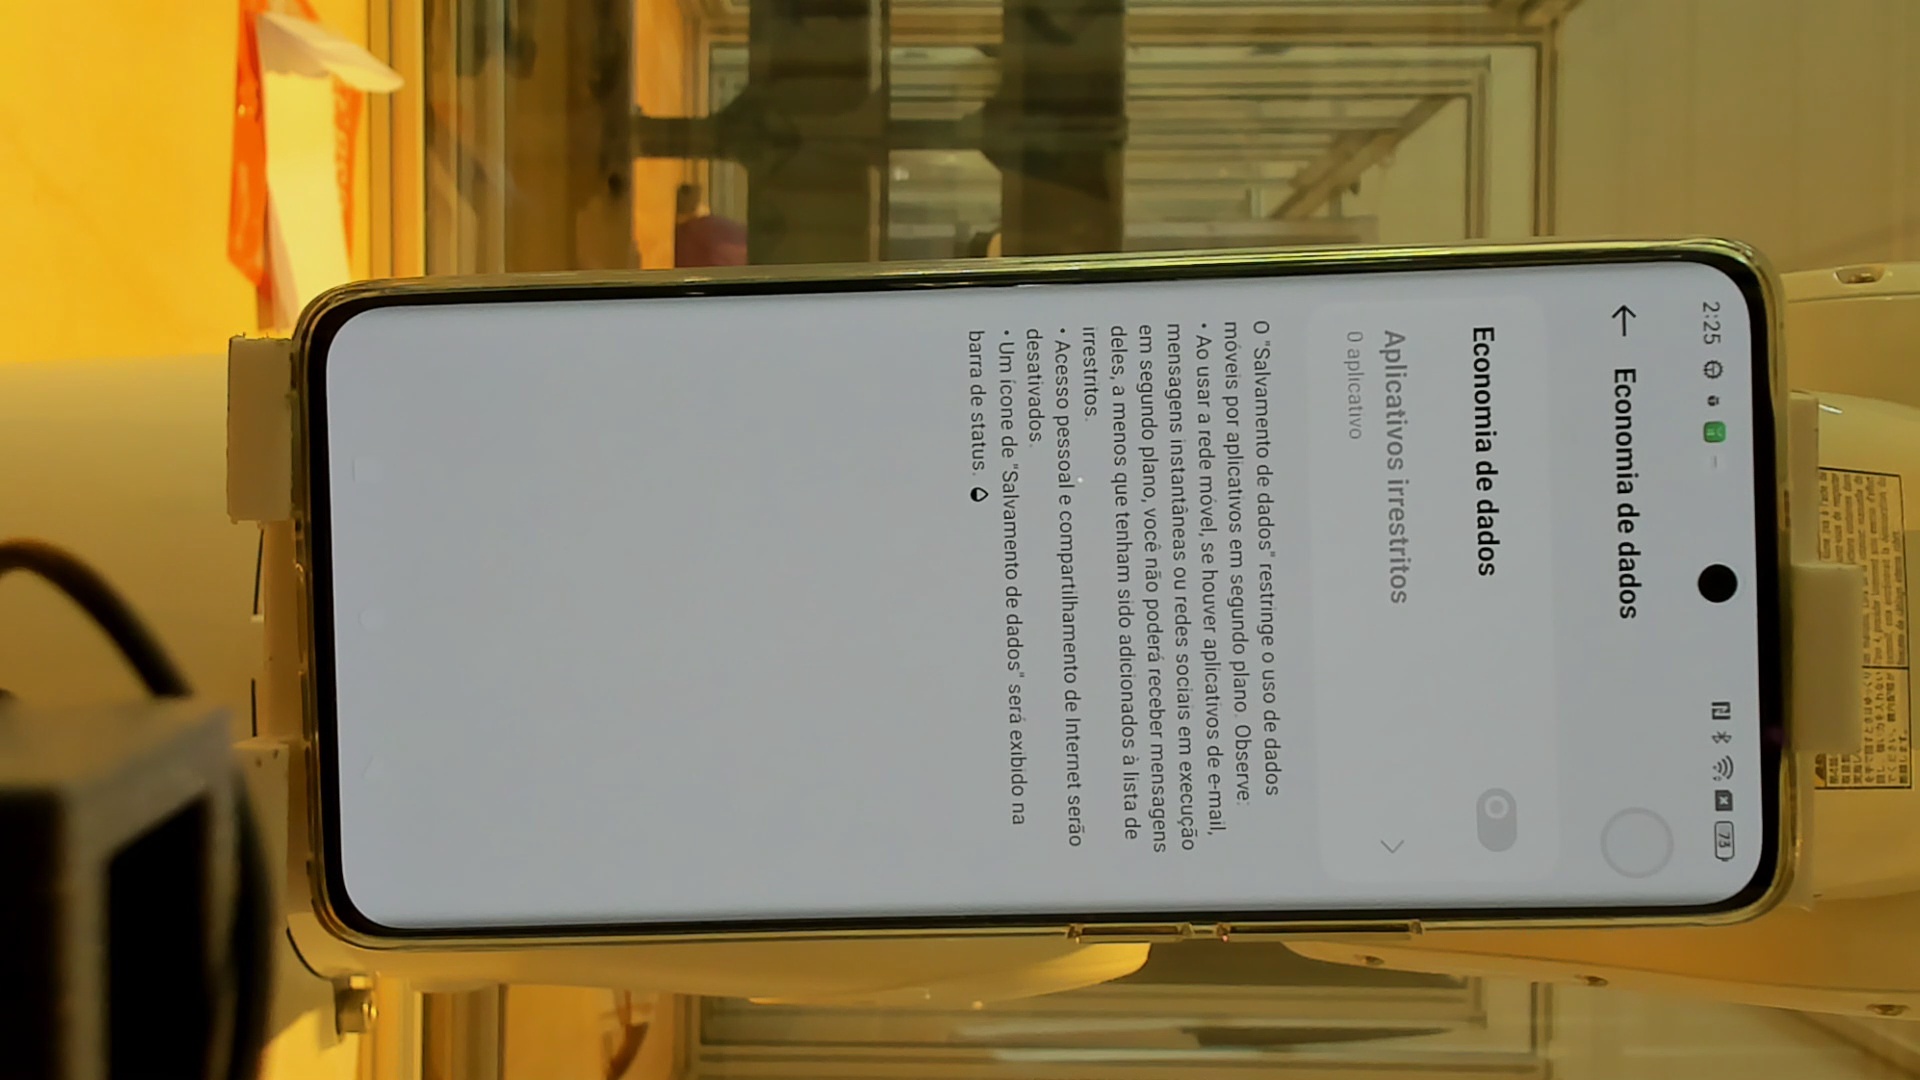 2:25
73
Economia de dados
Economia de dados
Aplicativos irrestritos
0 aplicativo
O "Salvamento de dados" restringe o uso de dados
móveis por aplicativos em segundo plano. Observe:
• Ao usar a rede móvel, se houver aplicativos de e-mail,
mensagens instantâneas ou redes sociais em execução
em segundo plano, você não poderá receber mensagens
deles, a menos que tenham sido adicionados à lista de
irrestritos.
• Acesso pessoal e compartilhamento de Internet serão
desativados.
• Um ícone de "Salvamento de dados" será exibido na
barra de status.